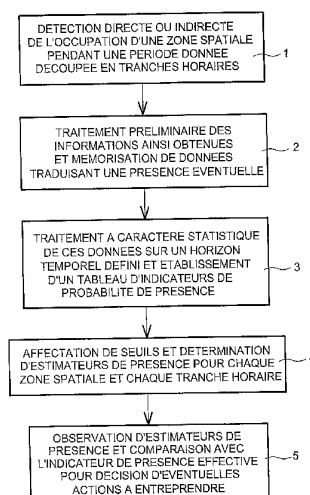 DETECTION DIRECTE OU INDIRECTE
DE L'OCCUPATION D'UNE ZONE SPATIALE
PENDANT UNE PERIODE DONNEE
DECOUPEE EN TRANCHES HORAIRES
1
TRAITEMENT PRELIMINAIRE DES
INFORMATIONS AINSI OBTENUES
ET MEMORISATION DE DONNEES
TRADUISANT UNE PRESENCE EVENTUELLE
2
TRAITEMENT A CARACTERE STATISTIQUE
DE CES DONNEES SUR UN HORIZON
TEMPOREL DEFINI ET ETABLISSEMENT
D'UN TABLEAU D'INDICATEURS DE
PROBABILITE DE PRESENCE
3
AFFECTATION DE SEUILS ET DETERMINATION
D'ESTIMATEURS DE PRESENCE POUR CHAQUE
ZONE SPATIALE ET CHAQUE TRANCHE HORAIRE
OBSERVATION D'ESTIMATEURS DE
PRESENCE ET COMPARAISON AVEC
L'INDICATEUR DE PRESENCE EFFECTIVE
POUR DECISION D'EVENTUELLES
ACTIONS A ENTREPRENDRE
5